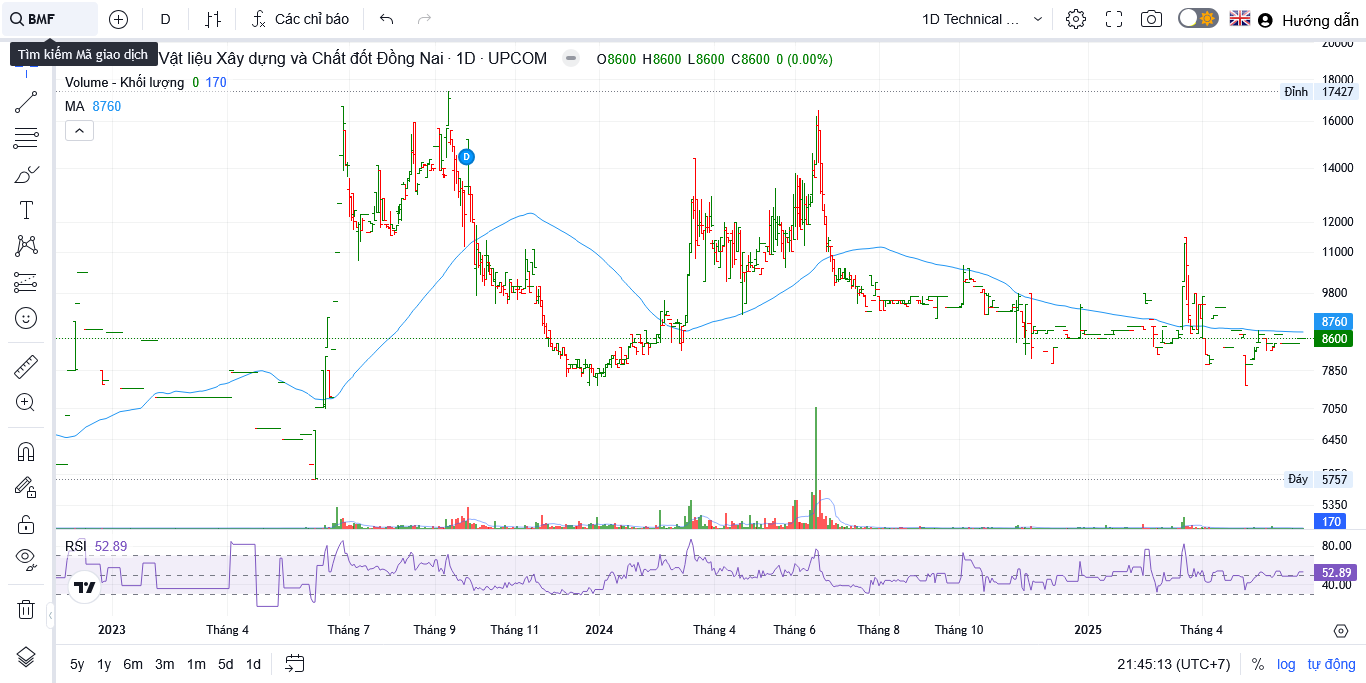 BMF
D
Các chỉ báo
1D Technical ...
Hướng dẫn
Tìm kiếm Mã giao dịch
Vật liệu Xây dựng và Chất đốt Đồng Nai · 1D · UPCOM
O8600 H8600 L8600 C8600 0 (0.00%)
Volume - Khối lượng 0 170
MA 8760
D
20000
18000
Đỉnh 17427
16000
14000
12000
11000
9800
8760
8600
7850
7050
6450
Đáy 5757
5350
170
RSI 52.89
80.00
52.89
40.00
2023 Tháng 4 Tháng 7 Tháng 9 Tháng 11 2024 Tháng 4 Tháng 6 Tháng 8 Tháng 10 2025 Tháng 4
5y 1y 6m 3m 1m 5d 1d
21:45:13 (UTC+7) % log tự động